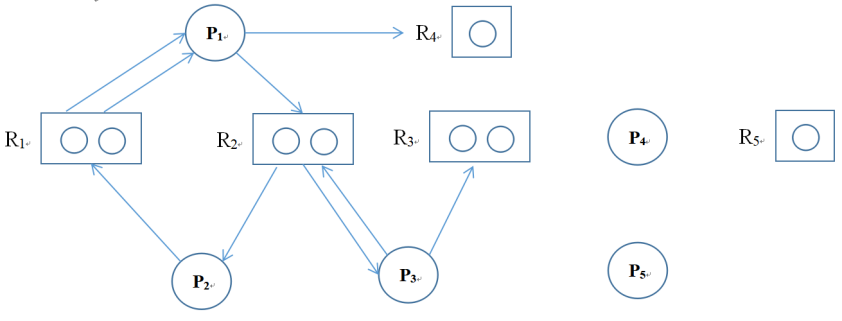 P₁
R₄
R₁
R₂
R₃
P₄
R₅
P₂
P₃
P₅